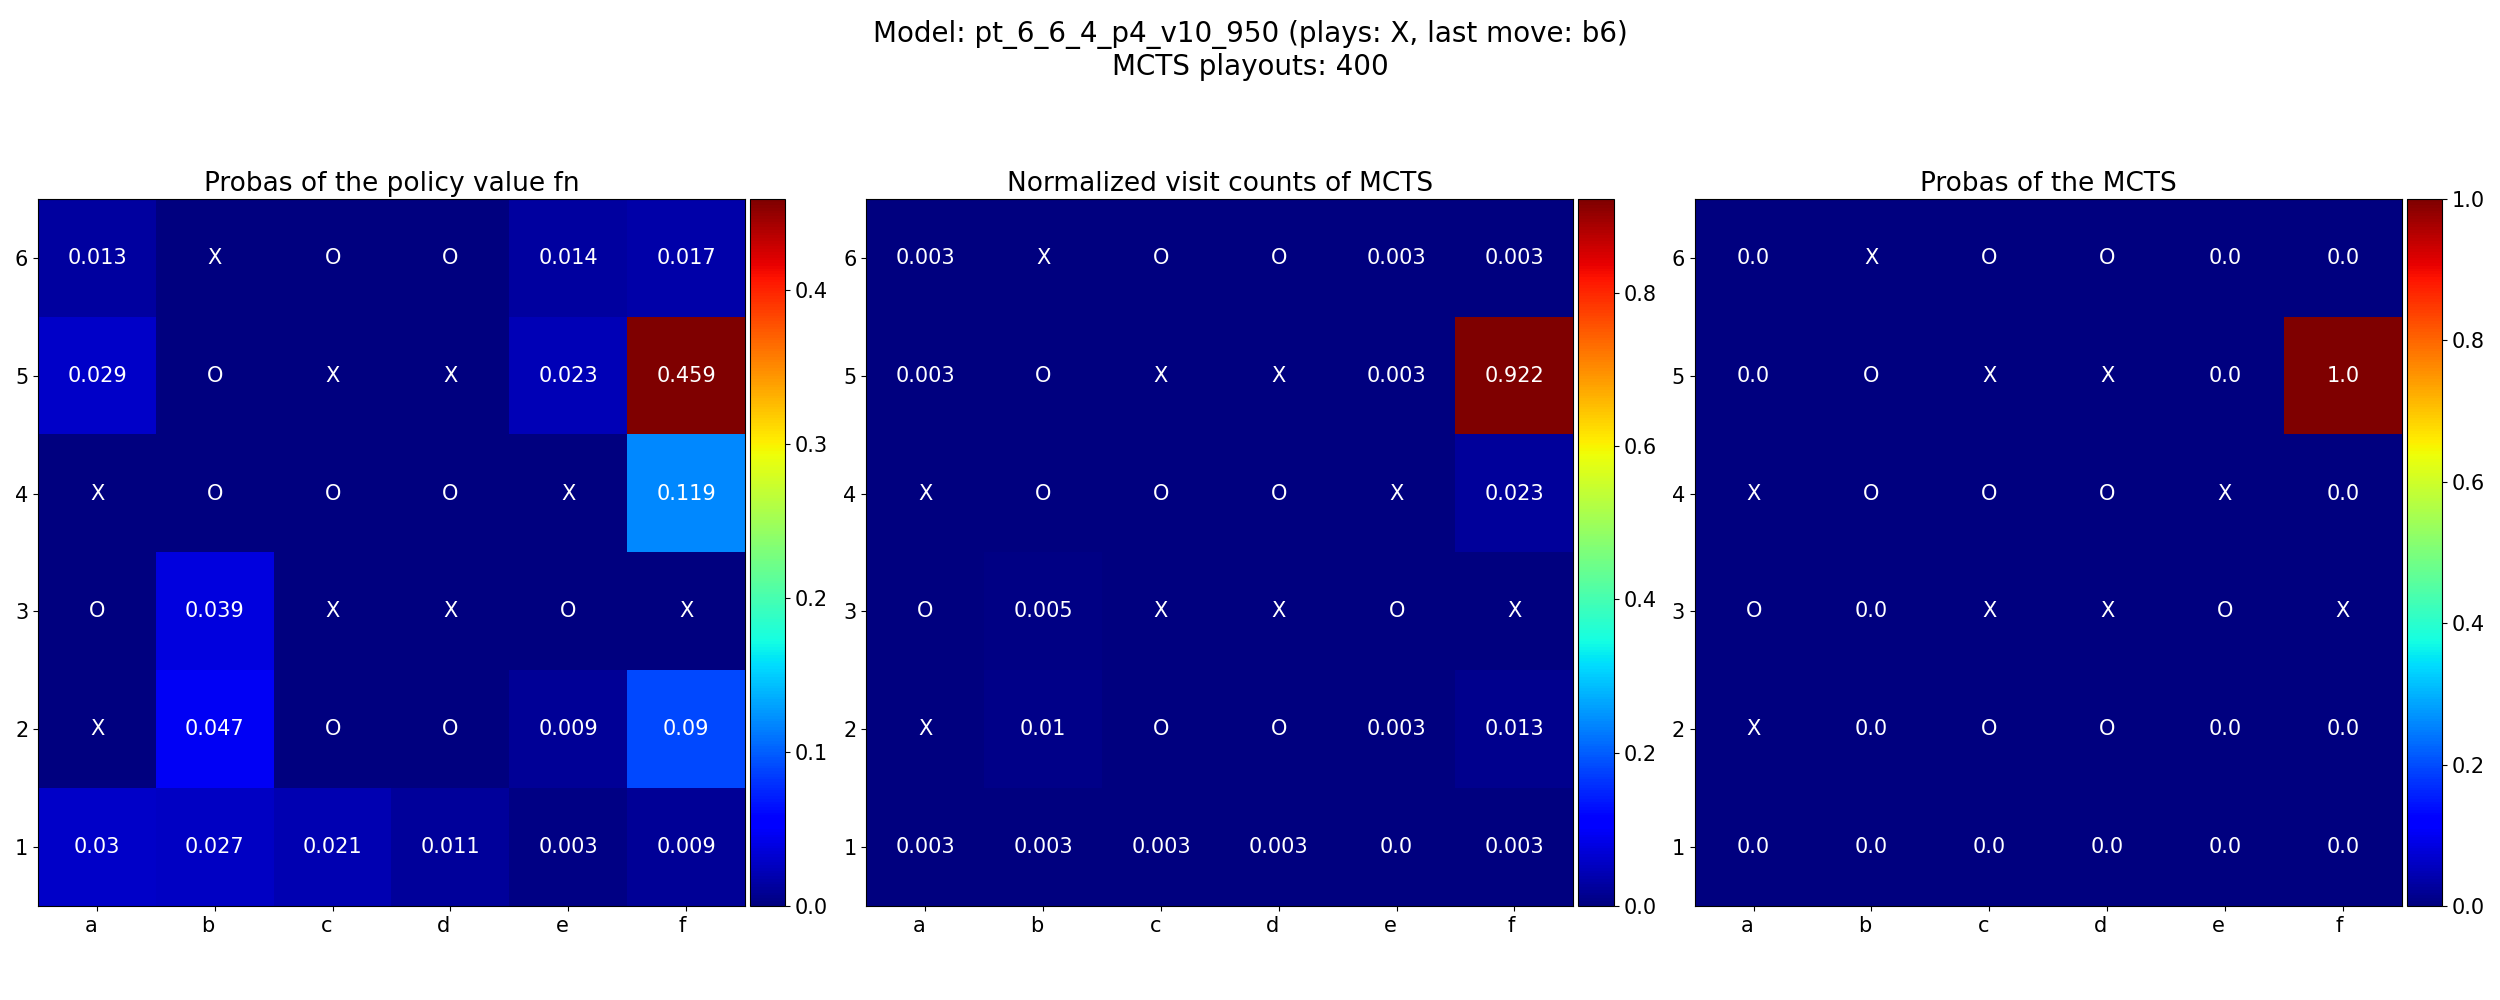 Model: pt_6_6_4_p4_v10_950 (plays: X, last move: b6)
MCTS playouts: 400
Probas of the policy value fn
6 0.013 X O O 0.014 0.017
5 0.029 O X X 0.023 0.459
4 X O O O X 0.119
3 O 0.039 X X O X
2 X 0.047 O O 0.009 0.09
1 0.03 0.027 0.021 0.011 0.003 0.009
a b c d e f
0.4
0.3
0.2
0.1
0.0
Normalized visit counts of MCTS
6 0.003 X O O 0.003 0.003
5 0.003 O X X 0.003 0.922
4 X O O O X 0.023
3 O 0.005 X X O X
2 X 0.01 O O 0.003 0.013
1 0.003 0.003 0.003 0.003 0.0 0.003
a b c d e f
0.8
0.6
0.4
0.2
0.0
Probas of the MCTS
6 0.0 X O O 0.0 0.0
5 0.0 O X X 0.0 1.0
4 X O O O X 0.0
3 O 0.0 X X O X
2 X 0.0 O O 0.0 0.0
1 0.0 0.0 0.0 0.0 0.0 0.0
a b c d e f
1.0
0.8
0.6
0.4
0.2
0.0